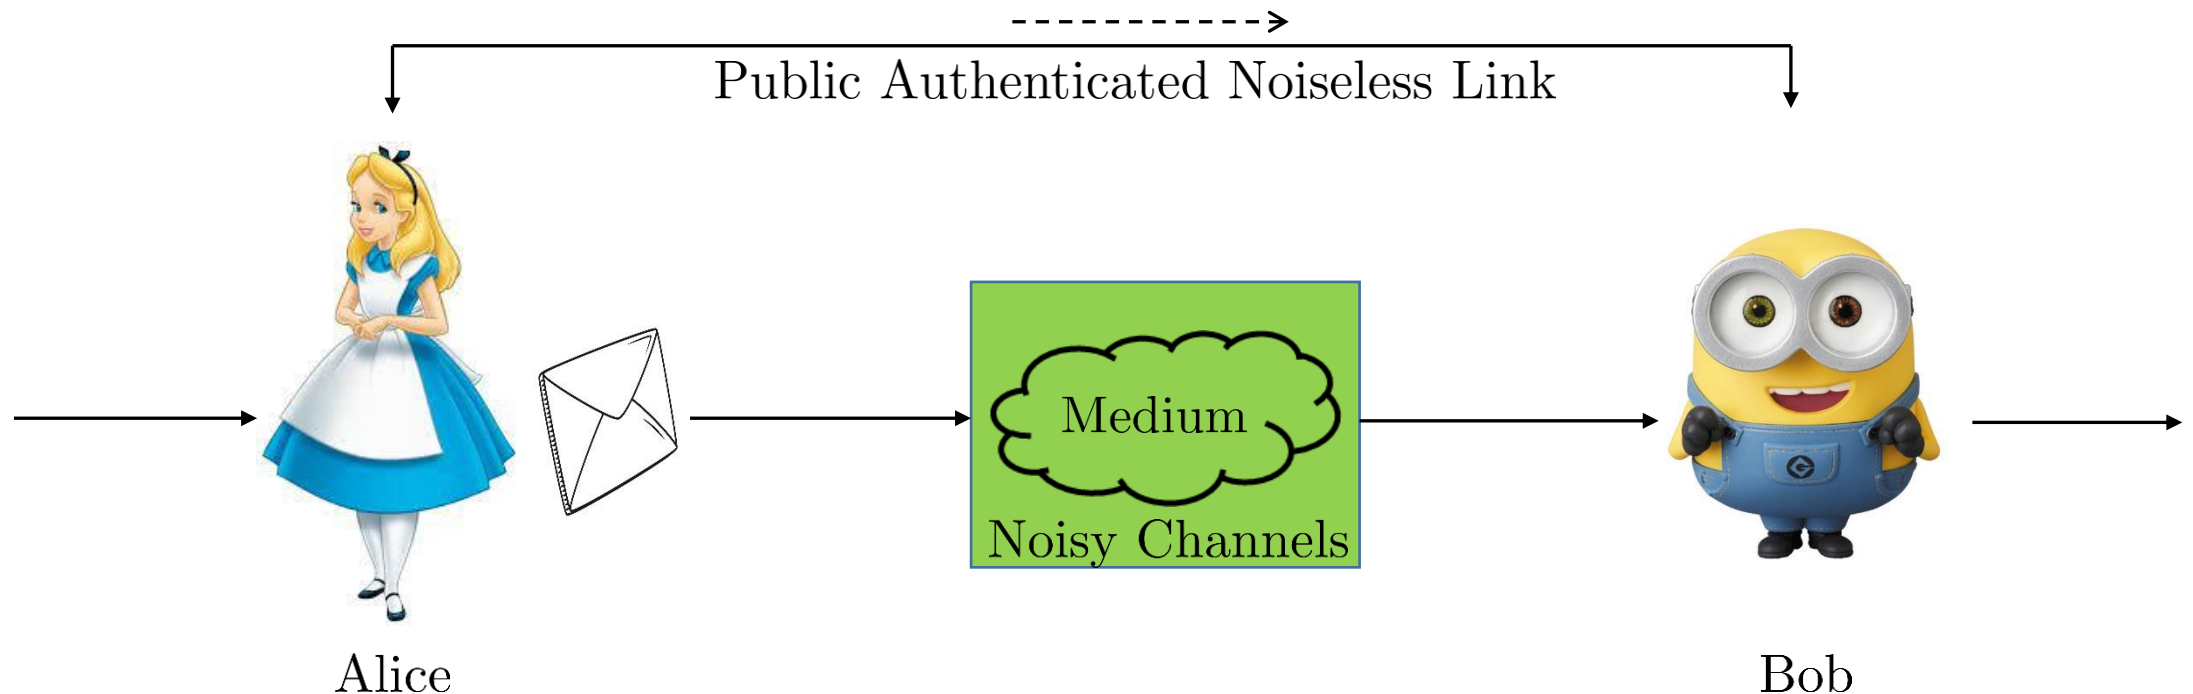 Public Authenticated Noiseless Link
Medium
Noisy Channels
Alice
Bob